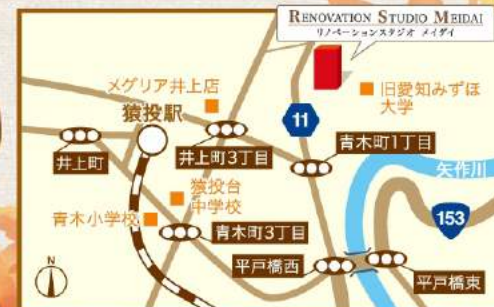 RENOVATION STUDIO MEIDAI
リノベーションスタジオ メイダイ
メグリア井上店
旧愛知みずほ
大学
猿投駅
11
井上町
井上町3丁目
青木町1丁目
矢作川
猿投台
中学校
153
青木小学校
青木町3丁目
平戸橋西
平戸橋東
N